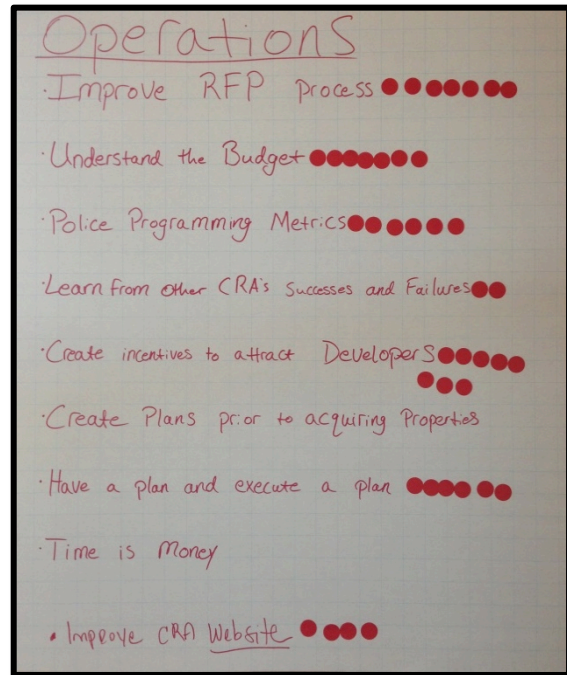 Operations
· Improve RFP Process
· Understand the Budget
· Police Programming Metrics
· Learn from other CRA's Successes and Failures
· Create incentives to attract Developers
· Create Plans prior to acquiring Properties
· Have a plan and execute a plan
· Time is Money
• Improve CRA Website